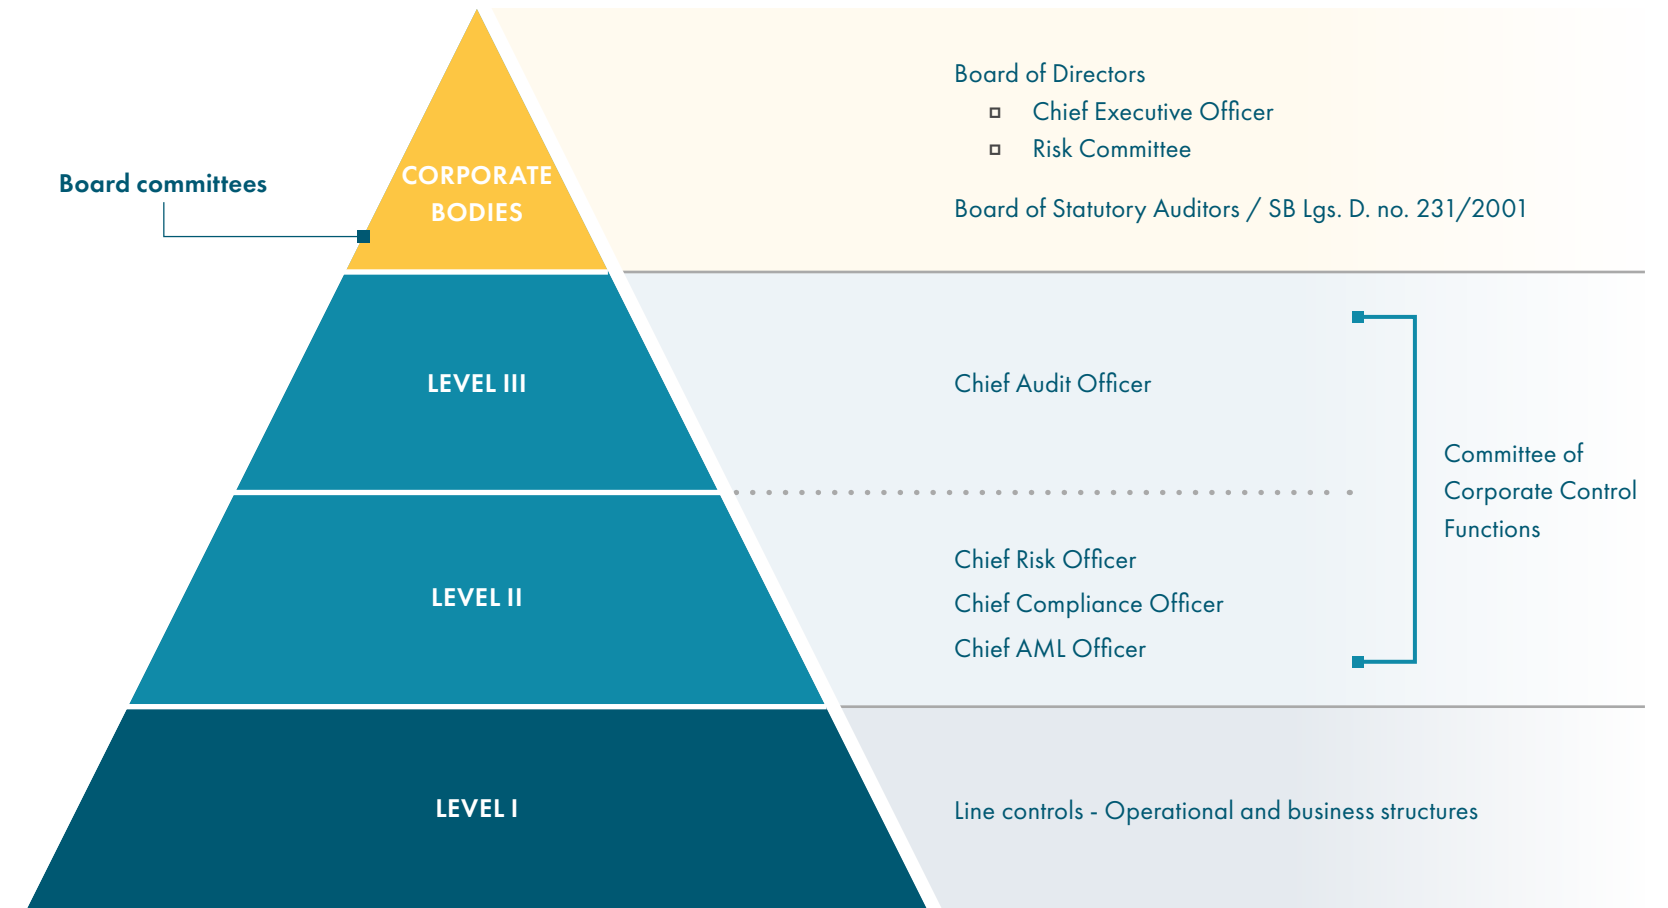 Board committees
CORPORATE
BODIES
Board of Directors
Chief Executive Officer
Risk Committee
Board of Statutory Auditors / SB Lgs. D. no. 231/2001
LEVEL III
Chief Audit Officer
Committee of
Corporate Control
Functions
LEVEL II
Chief Risk Officer
Chief Compliance Officer
Chief AML Officer
LEVEL I
Line controls - Operational and business structures